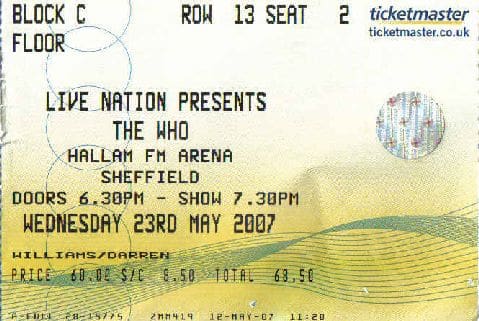 BLOCK C ROW 13 SEAT 2
ticketmaster
ticketmaster.co.uk
FLOOR
LIVE NATION PRESENTS
THE WHO
HALLAM FM ARENA
SHEFFIELD
DOORS 6.30PM - SHOW 7.30PM
WEDNESDAY 23RD MAY 2007
WILLIAMS/DARREN
PRICE 60.00 S/C 8.50 TOTAL 68.50
12-MAY-07 11:20